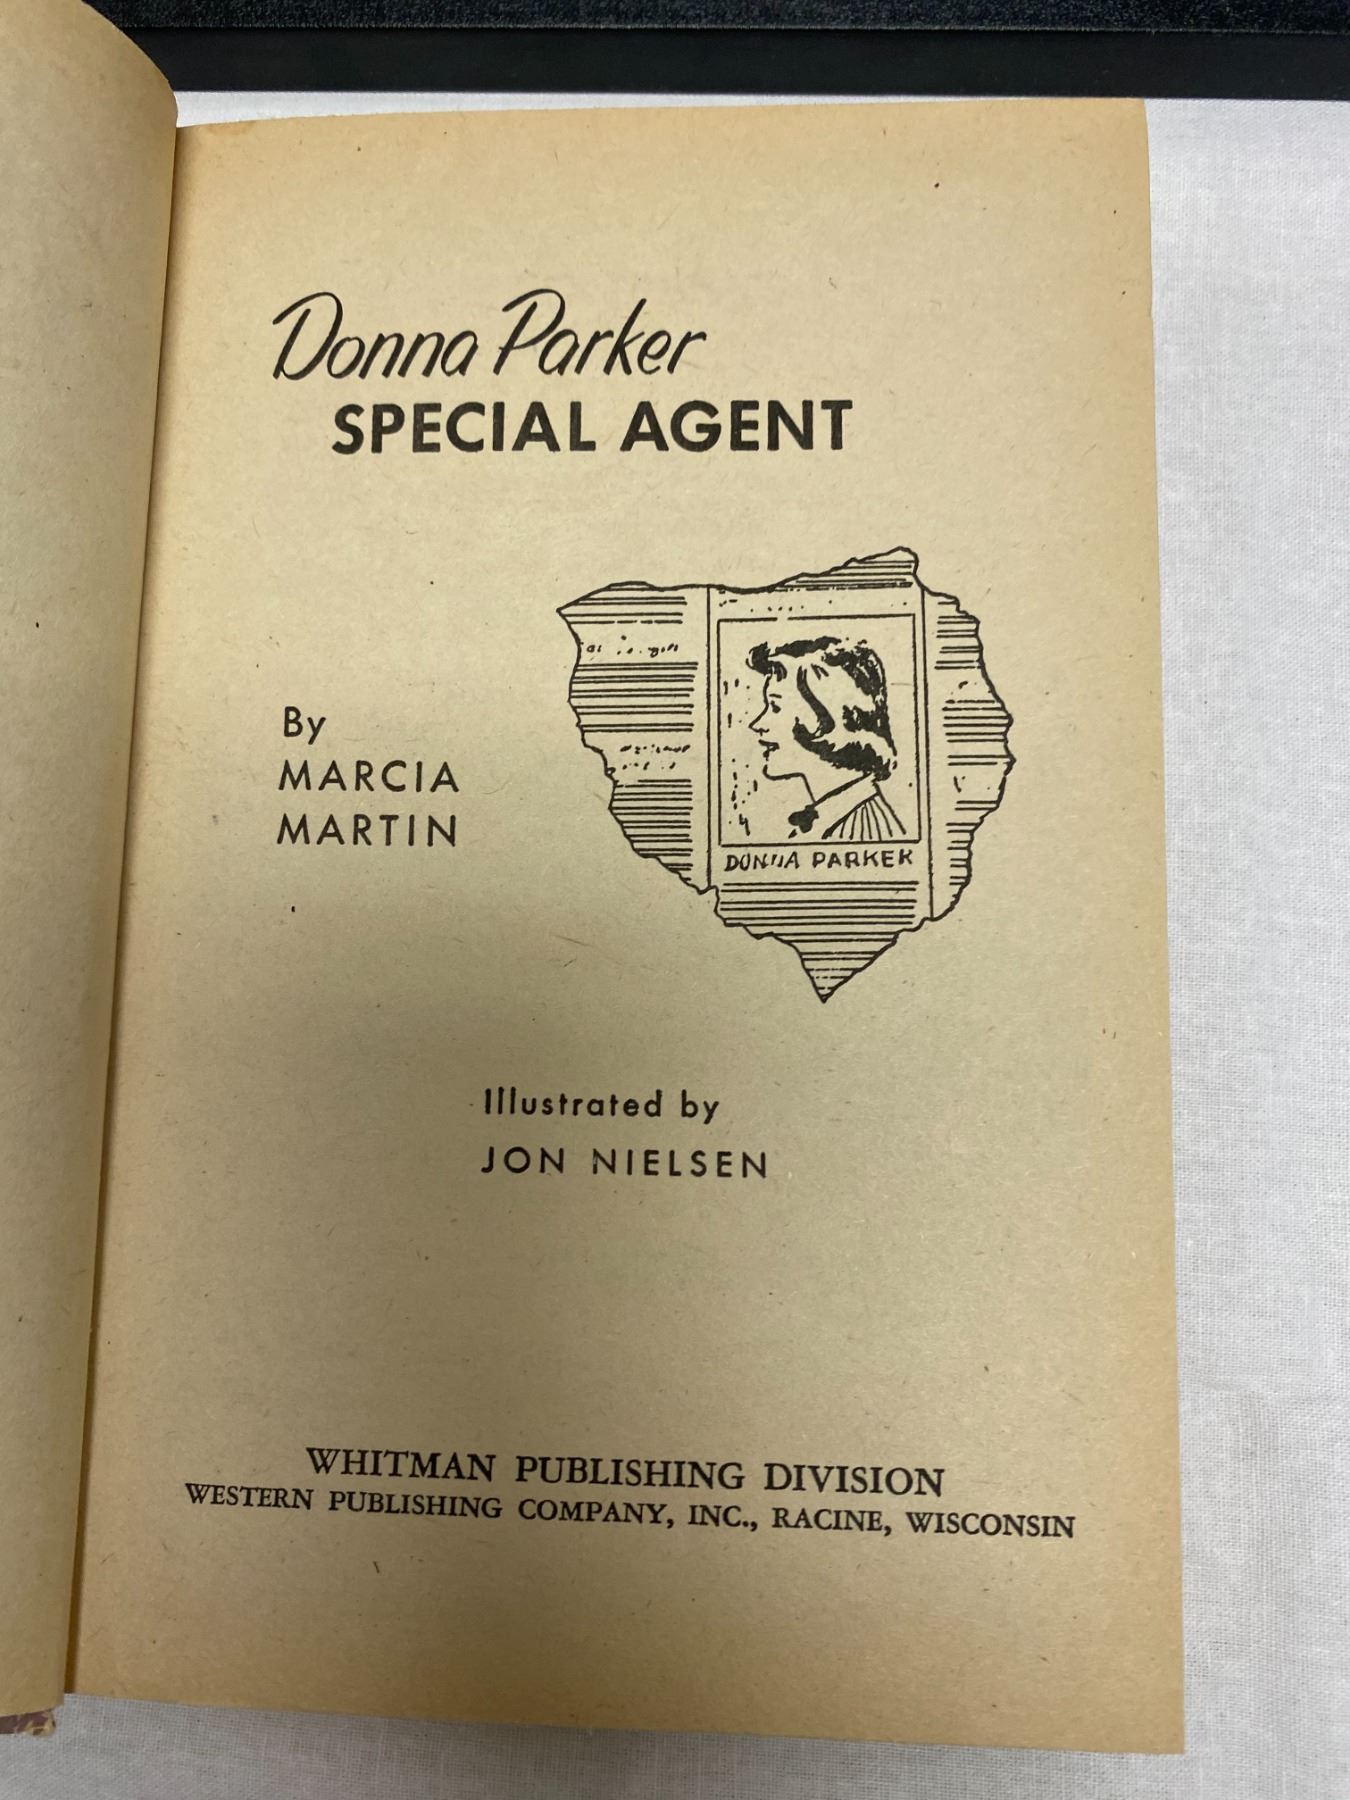 Donna Parker
SPECIAL AGENT
By
MARCIA
MARTIN
DONNA PARKER
Illustrated by
JON NIELSEN
WHITMAN PUBLISHING DIVISION
WESTERN PUBLISHING COMPANY, INC., RACINE, WISCONSIN